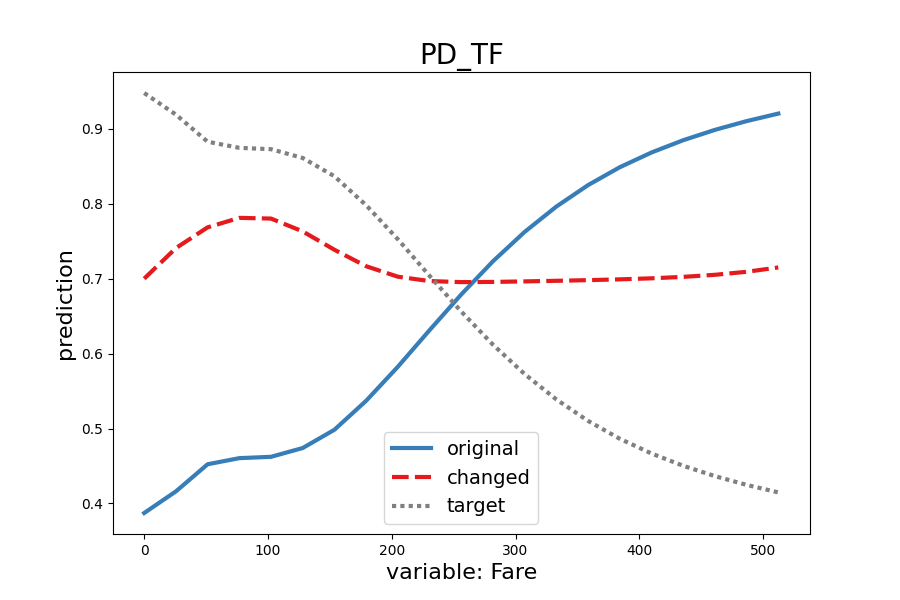 PD_TF
prediction
0.9
0.8
0.7
0.6
0.5
0.4
original
changed
target
0 100 200 300 400 500
variable: Fare